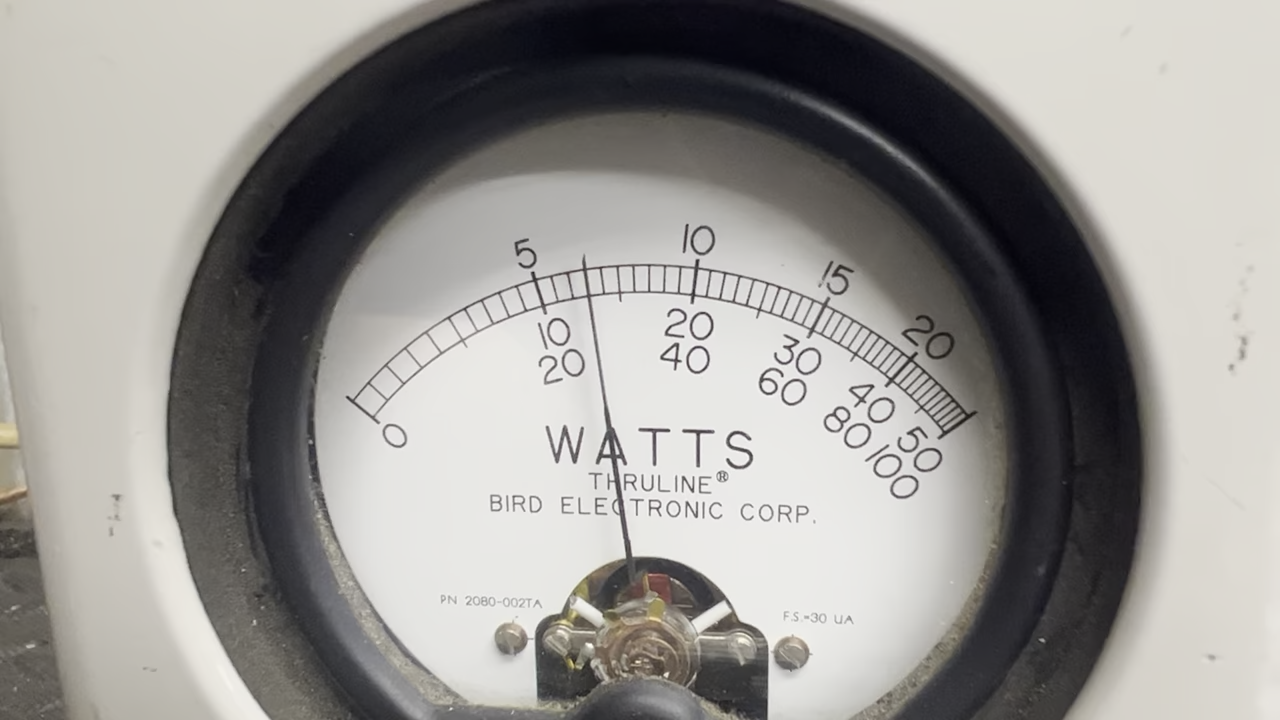 5 10 15 20
0 10 20 30 40 50
20 40 60 80 100
WATTS
THRULINE®
BIRD ELECTRONIC CORP.
PN 2080-002TA
F.S.=30 UA